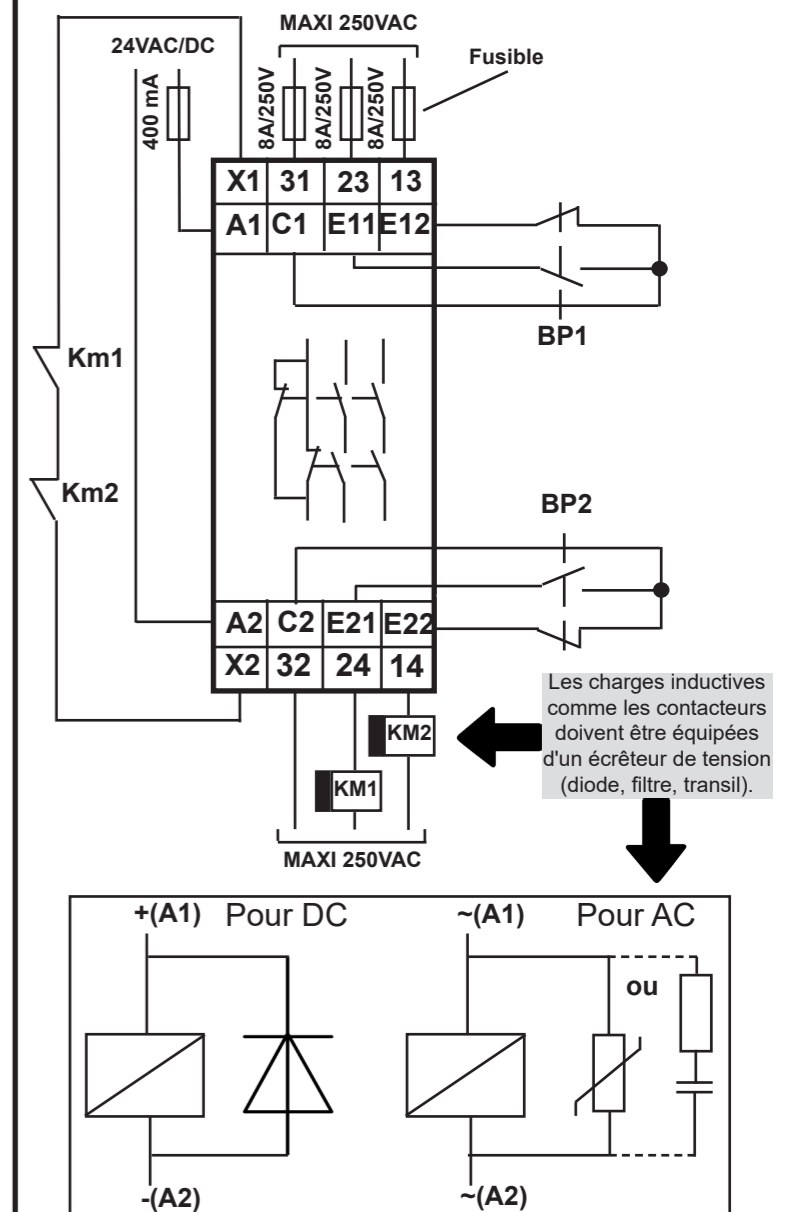 MAXI 250VAC
24VAC/DC
Fusible
400 mA
8A/250V
8A/250V
8A/250V
X1 31 23 13
A1 C1 E11 E12
BP1
Km1
Km2
BP2
A2 C2 E21 E22
X2 32 24 14
Les charges inductives
comme les contacteurs
doivent être équipées
d'un écrêteur de tension
(diode, filtre, transil).
KM2
KM1
MAXI 250VAC
+(A1) Pour DC ~(A1) Pour AC
ou
-(A2) ~(A2)